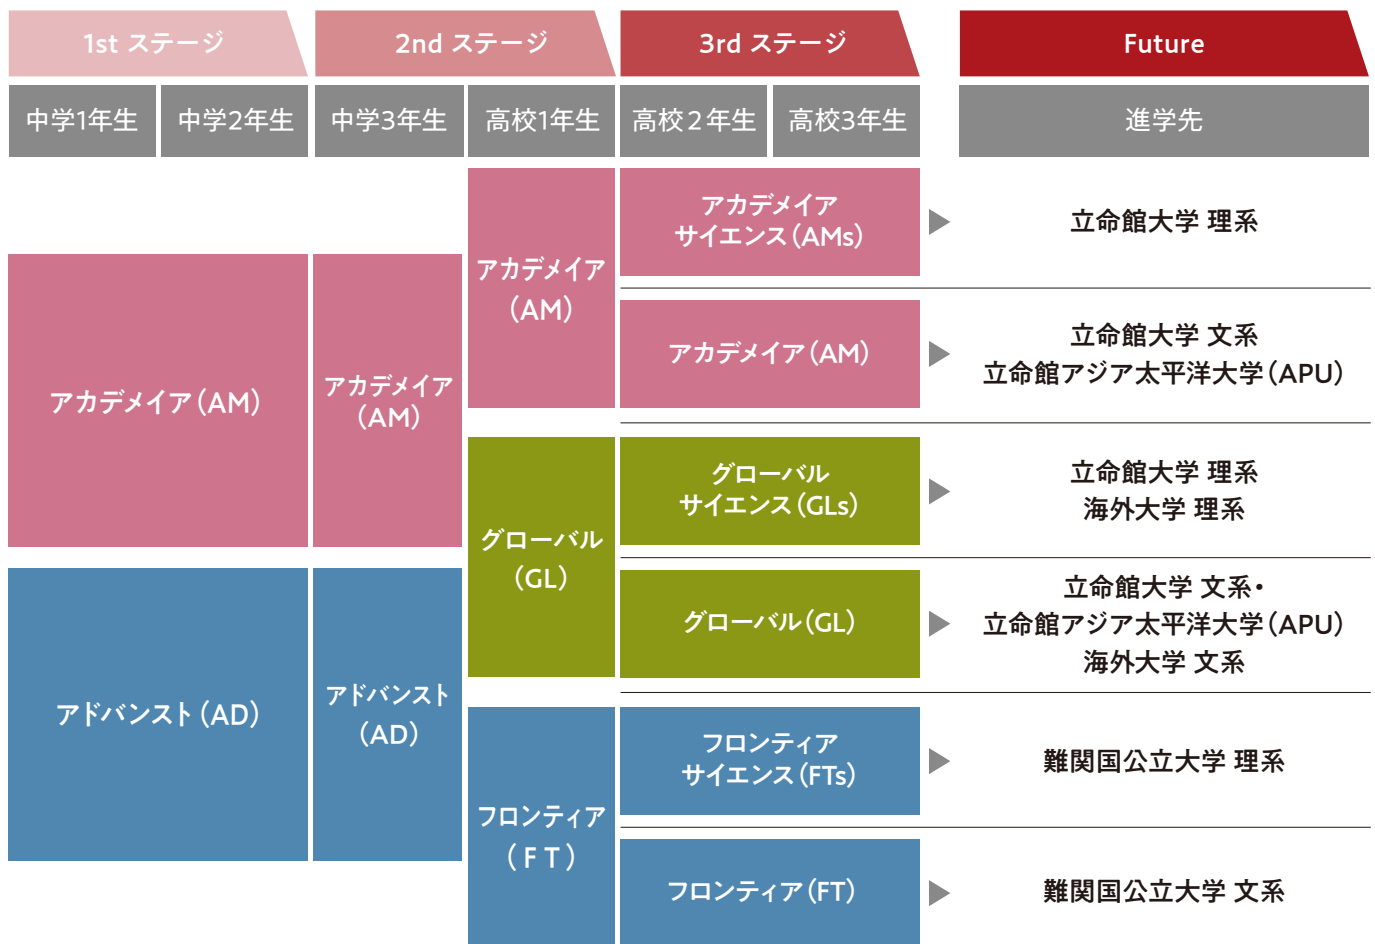 1st ステージ
2nd ステージ
3rd ステージ
Future
中学1年生
中学2年生
中学3年生
高校1年生
高校２年生
高校3年生
進学先
アカデメイア（AM）
アドバンスト（AD）
アカデメイア
（AM）
アドバンスト
（AD）
アカデメイア
（AM）
グローバル
（GL）
フロンティア
（ＦＴ）
アカデメイア
サイエンス（AMs）
立命館大学 理系
アカデメイア（AM）
立命館大学 文系
立命館アジア太平洋大学（APU）
グローバル
サイエンス（GLs）
立命館大学 理系
海外大学 理系
グローバル（GL）
立命館大学 文系・
立命館アジア太平洋大学（APU）
海外大学 文系
フロンティア
サイエンス（FTs）
難関国公立大学 理系
フロンティア（FT）
難関国公立大学 文系